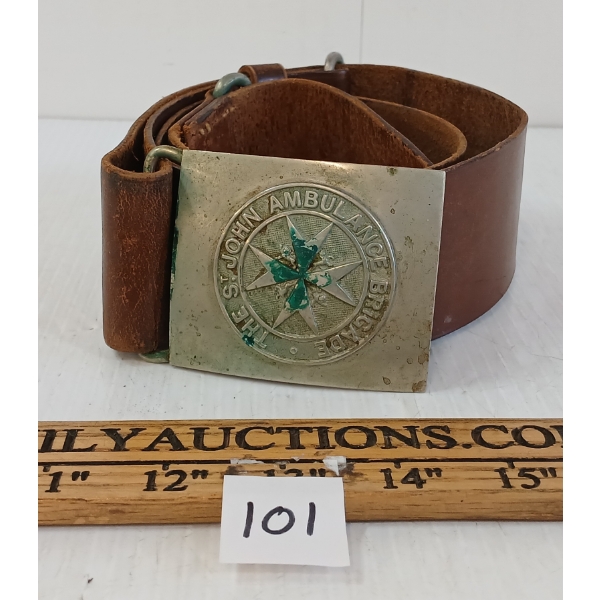 THE ST JOHN AMBULANCE BRIGADE
ILYAUCTIONS.CO
1" 12" 13" 14" 15"
101